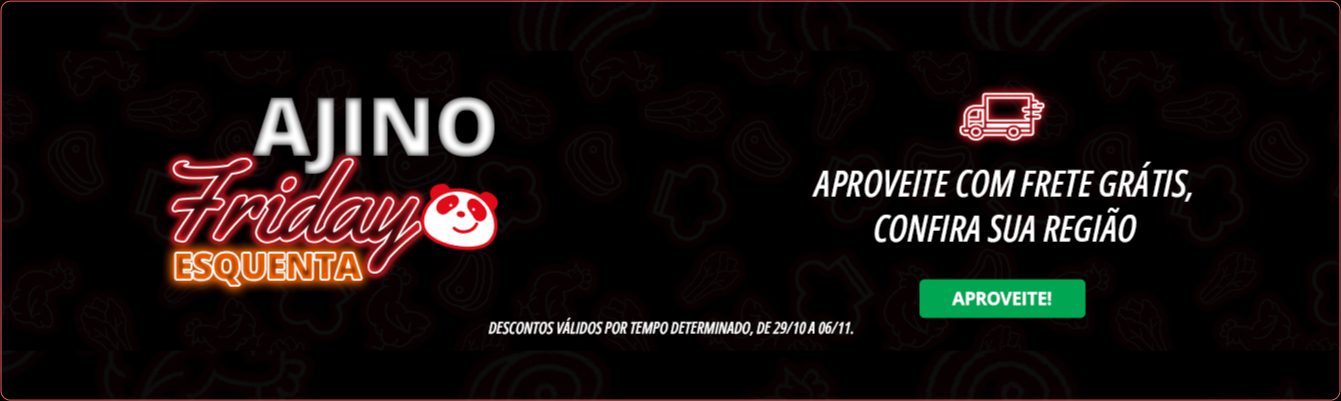 AJINO
Friday
ESQUENTA
APROVEITE COM FRETE GRÁTIS,
CONFIRA SUA REGIÃO
APROVEITE!
DESCONTOS VÁLIDOS POR TEMPO DETERMINADO, DE 29/10 A 06/11.